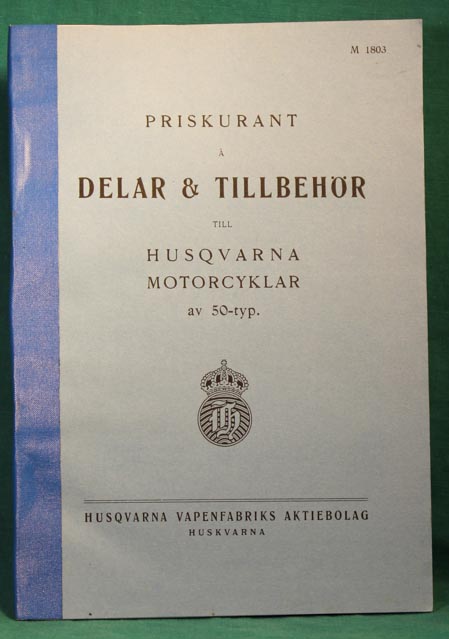 M 1803
PRISKURANT
À
DELAR & TILLBEHÖR
TILL
HUSQVARNA
MOTORCYKLAR
av 50-typ.
H
HUSQVARNA VAPENFABRIKS AKTIEBOLAG
HUSKVARNA